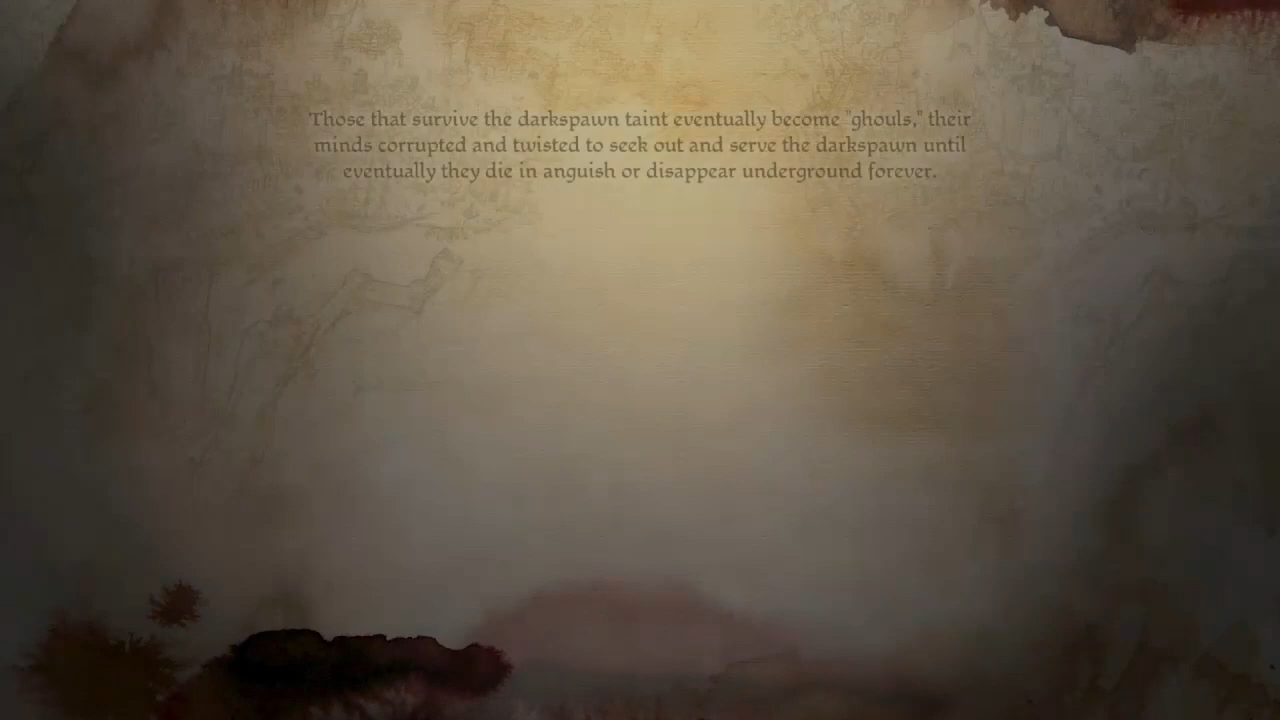 Those that survive the darkspawn taint eventually become "ghouls," their
minds corrupted and twisted to seek out and serve the darkspawn until
eventually they die in anguish or disappear underground forever.